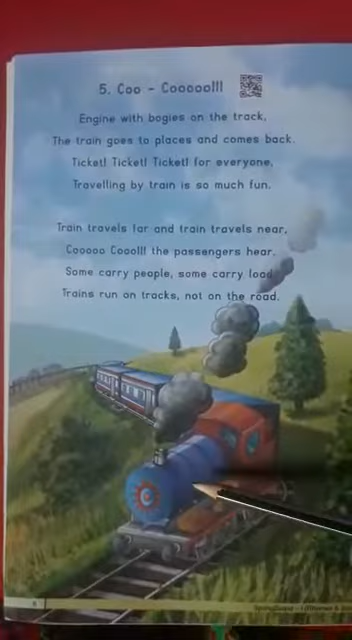 5. Coo - Cooooo!!!
Engine with bogies on the track,
The train goes to places and comes back.
Ticket! Ticket! Ticket! for everyone,
Travelling by train is so much fun.
Train travels far and train travels near,
Cooooo Cooo!!! the passengers hear.
Some carry people, some carry load
Trains run on tracks, not on the road.